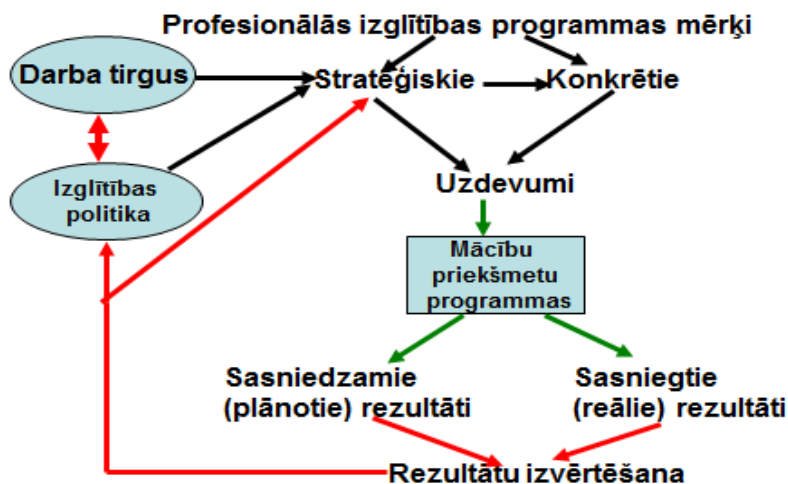 Profesionālās izglītības programmas mērķi
Darba tirgus
Stratēģiskie
Konkrētie
Izglītības
politika
Uzdevumi
Mācību
priekšmetu
programmas
Sasniedzamie
(plānotie) rezultāti
Sasniegtie
(reālie) rezultāti
Rezultātu izvērtēšana